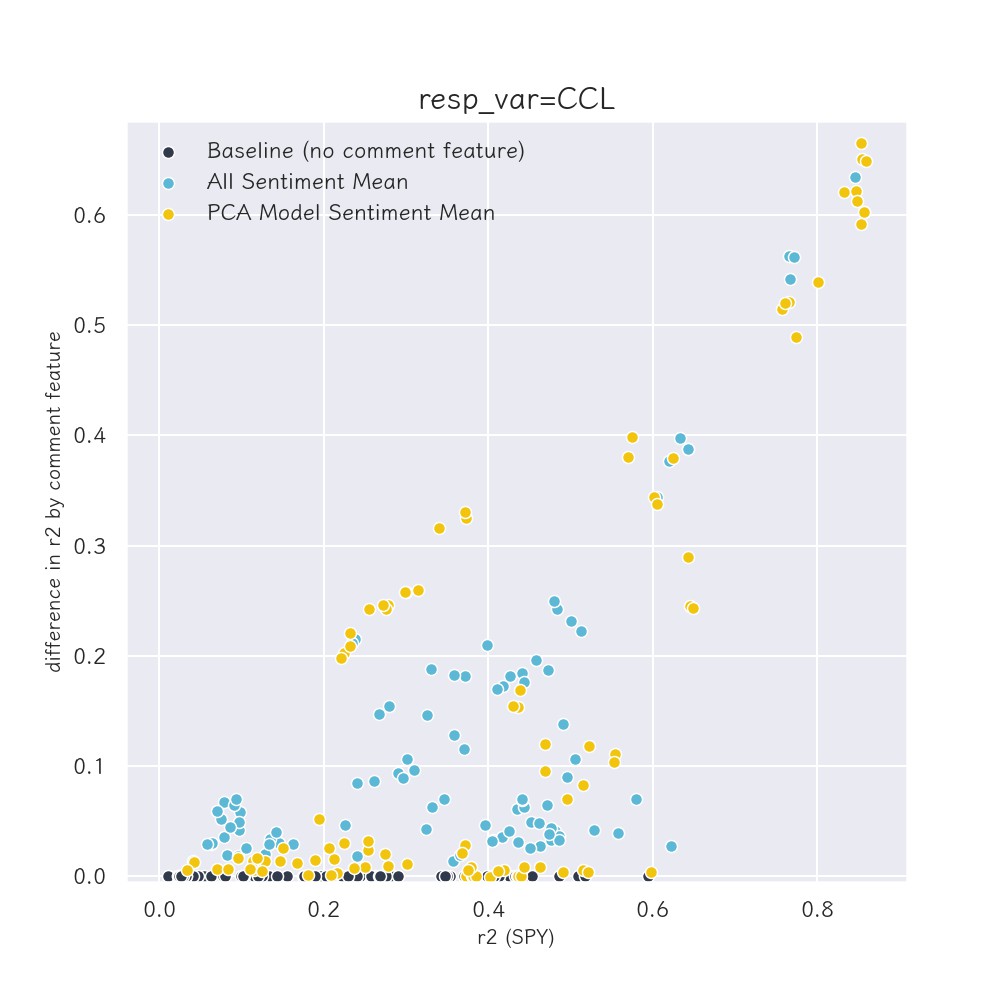 resp_var=CCL
Baseline (no comment feature)
All Sentiment Mean
PCA Model Sentiment Mean
difference in r2 by comment feature
0.6
0.5
0.4
0.3
0.2
0.1
0.0
0.0 0.2 0.4 0.6 0.8
r2 (SPY)